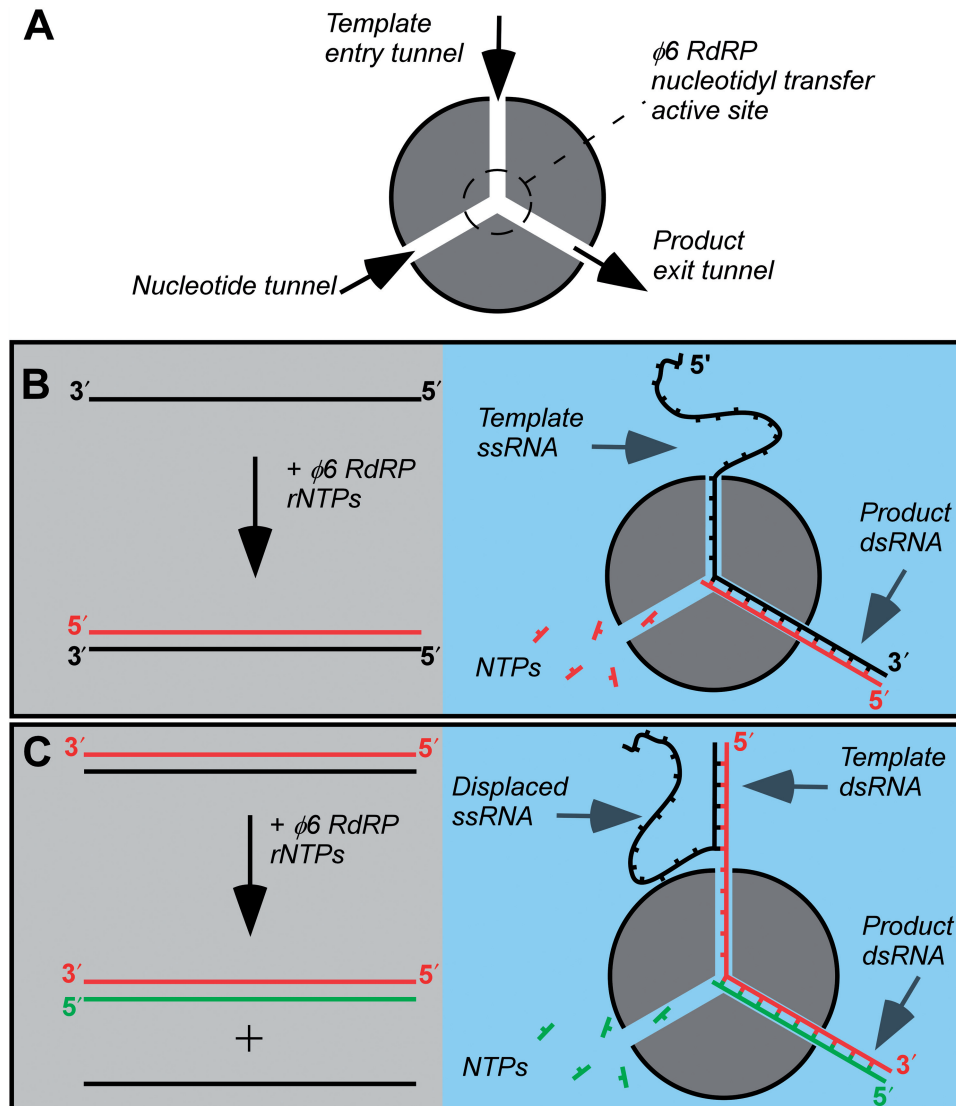 A
Template
entry tunnel
ϕ6 RdRP
nucleotidyl transfer
active site
Nucleotide tunnel
Product
exit tunnel
B
3′
5′
+ ϕ6 RdRP
rNTPs
5′
3′
5′
5'
Template
ssRNA
Product
dsRNA
NTPs
3′
5′
C
3′
5′
+ ϕ6 RdRP
rNTPs
3′
5′
5′
+
5′
Displaced
ssRNA
Template
dsRNA
Product
dsRNA
NTPs
3′
5′